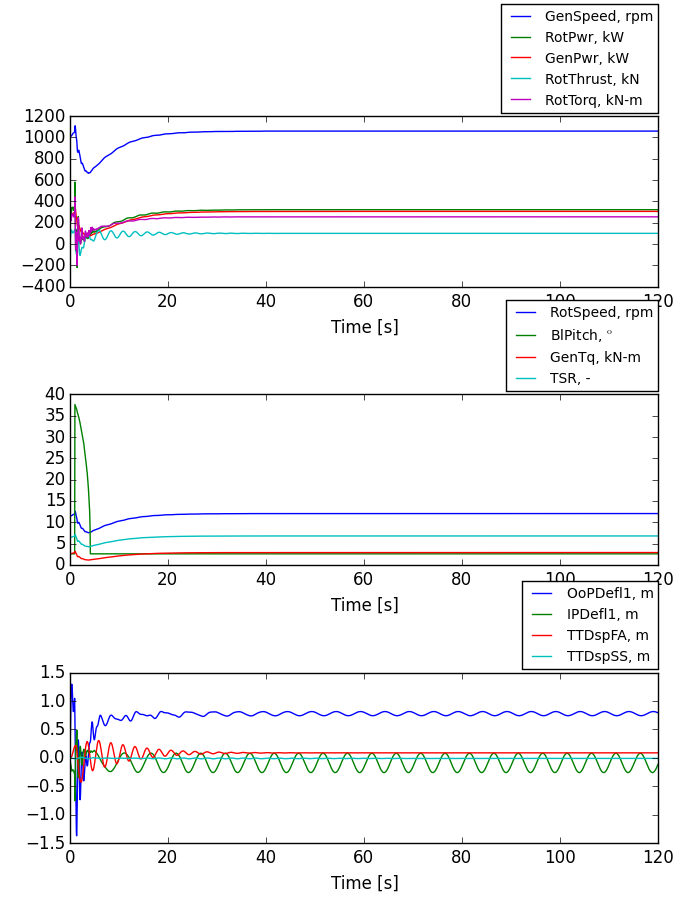 GenSpeed, rpm
RotPwr, kW
GenPwr, kW
RotThrust, kN
RotTorq, kN-m
1200
1000
800
600
400
200
0
−200
−400
0 20 40 60 80 100 120
Time [s]
RotSpeed, rpm
BlPitch, °
GenTq, kN-m
TSR, -
40
35
30
25
20
15
10
5
0
0 20 40 60 80 100 120
Time [s]
OoPDefl1, m
IPDefl1, m
TTDspFA, m
TTDspSS, m
1.5
1.0
0.5
0.0
−0.5
−1.0
−1.5
0 20 40 60 80 100 120
Time [s]